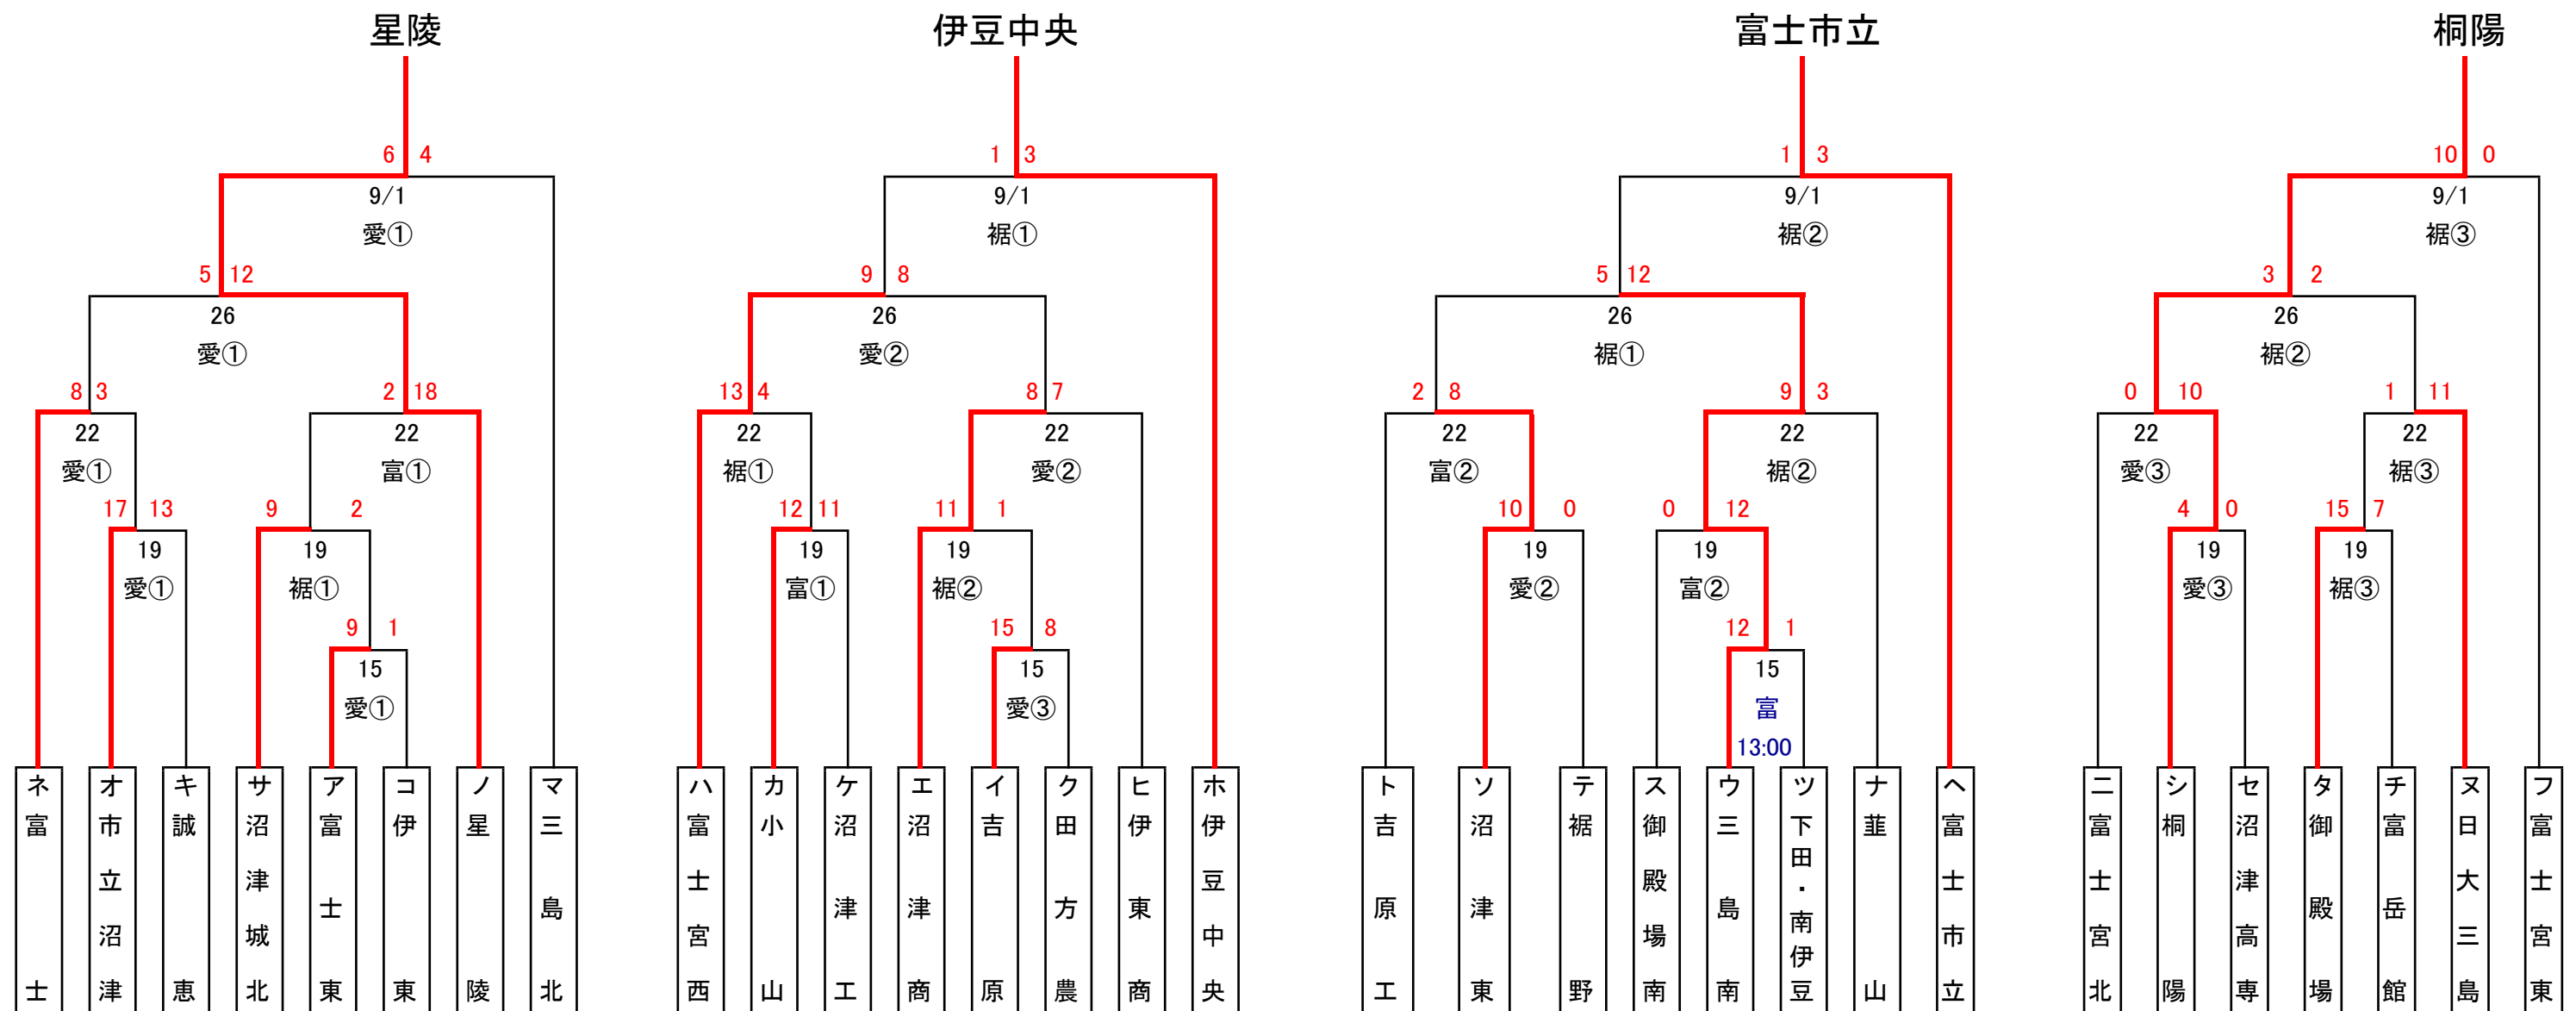 星陵 伊豆中央 富士市立 桐陽
6 4 1 3 1 3 10 0
9/1 9/1 9/1 9/1
愛① 裾① 裾② 裾③
5 12 9 8 5 12 3 2
26 26 26 26
愛① 愛② 裾① 裾②
8 3 2 18 13 4 8 7 2 8 9 3 0 10 1 11
22 22 22 22 22 22 22 22
愛① 富① 裾① 愛② 富② 裾② 愛③ 裾③
17 13 9 2 12 11 11 1 10 0 0 12 4 0 15 7
19 19 19 19 19 19 19 19
愛① 裾① 富① 裾② 愛② 富② 愛③ 裾③
9 1 15 8 12 1
15 15 15
愛① 愛③ 富
13:00
ネ富士
オ市立沼津
キ誠恵
サ沼津城北
ア富士東
コ伊東
ノ星陵
マ三島北
ハ富士宮西
カ小山
ケ沼津工
エ沼津商
イ吉原
ク田方農
ヒ伊東商
ホ伊豆中央
ト吉原工
ソ沼津東
テ裾野
ス御殿場南
ウ三島南
ツ下田・南伊豆
ナ韮山
ヘ富士市立
ニ富士宮北
シ桐陽
セ沼津高専
タ御殿場
チ富岳館
ヌ日大三島
フ富士宮東